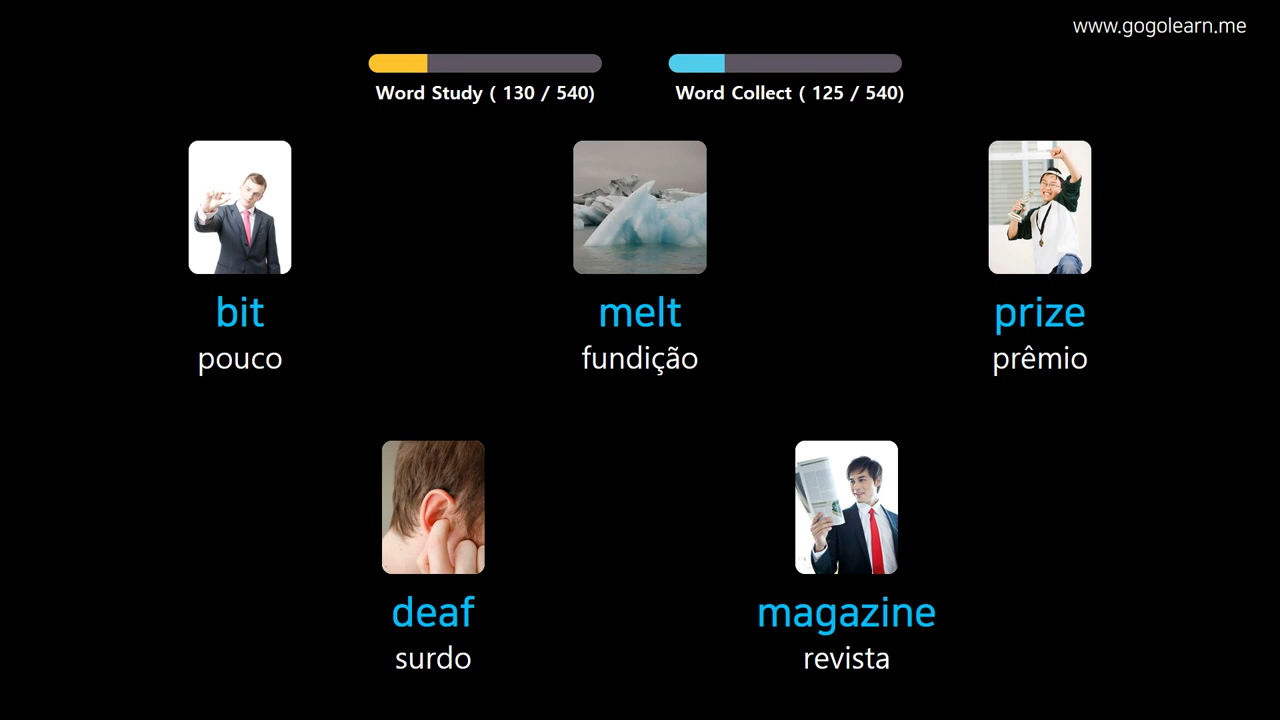 www.gogolearn.me
Word Study ( 130 / 540)
Word Collect ( 125 / 540)
bit
pouco
melt
fundição
prize
prêmio
deaf
surdo
magazine
revista